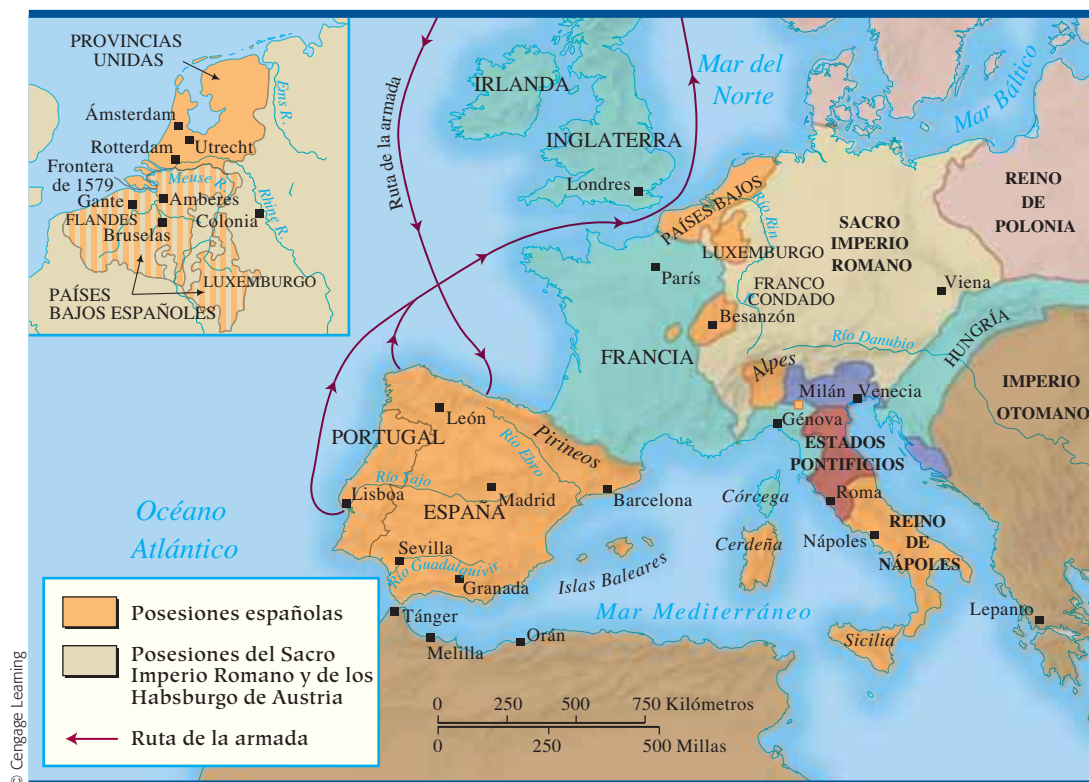 PROVINCIAS
UNIDAS
Ámsterdam
Rotterdam
Utrecht
Frontera
de 1579
Meuse R.
Gante
Amberes
FLANDES
Colonia
Bruselas
Ems R.
Rhine R.
LUXEMBURGO
PAÍSES
BAJOS ESPAÑOLES
Ruta de la armada
IRLANDA
Mar del
Norte
Mar Báltico
INGLATERRA
Londres
PAÍSES BAJOS
Río Rin
REINO
DE
POLONIA
SACRO
IMPERIO
ROMANO
LUXEMBURGO
París
FRANCO
CONDADO
Viena
Besanzón
FRANCIA
Río Danubio
HUNGRÍA
Alpes
Milán
Venecia
IMPERIO
OTOMANO
Génova
ESTADOS
PONTIFICIOS
León
PORTUGAL
Río Ebro
Pirineos
Río Tajo
Lisboa
Madrid
Barcelona
ESPAÑA
Córcega
Roma
Océano
Atlántico
Cerdeña
Nápoles
REINO
DE
NÁPOLES
Sevilla
Río Guadalquivir
Granada
Islas Baleares
Mar Mediterráneo
Lepanto
Tánger
Melilla
Orán
Sicilia
Posesiones españolas
Posesiones del Sacro
Imperio Romano y de los
Habsburgo de Austria
Ruta de la armada
0 250 500 750 Kilómetros
0 250 500 Millas
© Cengage Learning